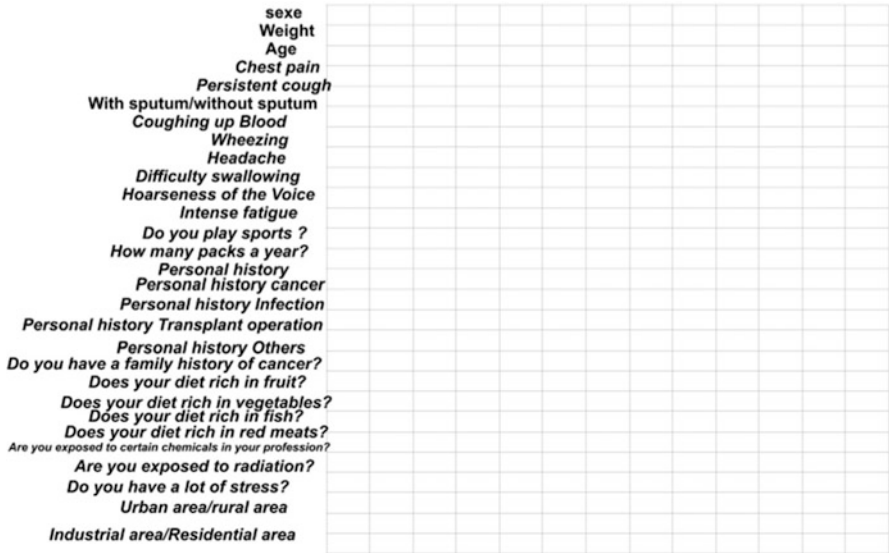 sexe
Weight
Age
Chest pain
Persistent cough
With sputum/without sputum
Coughing up Blood
Wheezing
Headache
Difficulty swallowing
Hoarseness of the Voice
Intense fatigue
Do you play sports ?
How many packs a year?
Personal history
Personal history cancer
Personal history Infection
Personal history Transplant operation
Personal history Others
Do you have a family history of cancer?
Does your diet rich in fruit?
Does your diet rich in vegetables?
Does your diet rich in fish?
Does your diet rich in red meats?
Are you exposed to certain chemicals in your profession?
Are you exposed to radiation?
Do you have a lot of stress?
Urban area/rural area
Industrial area/Residential area